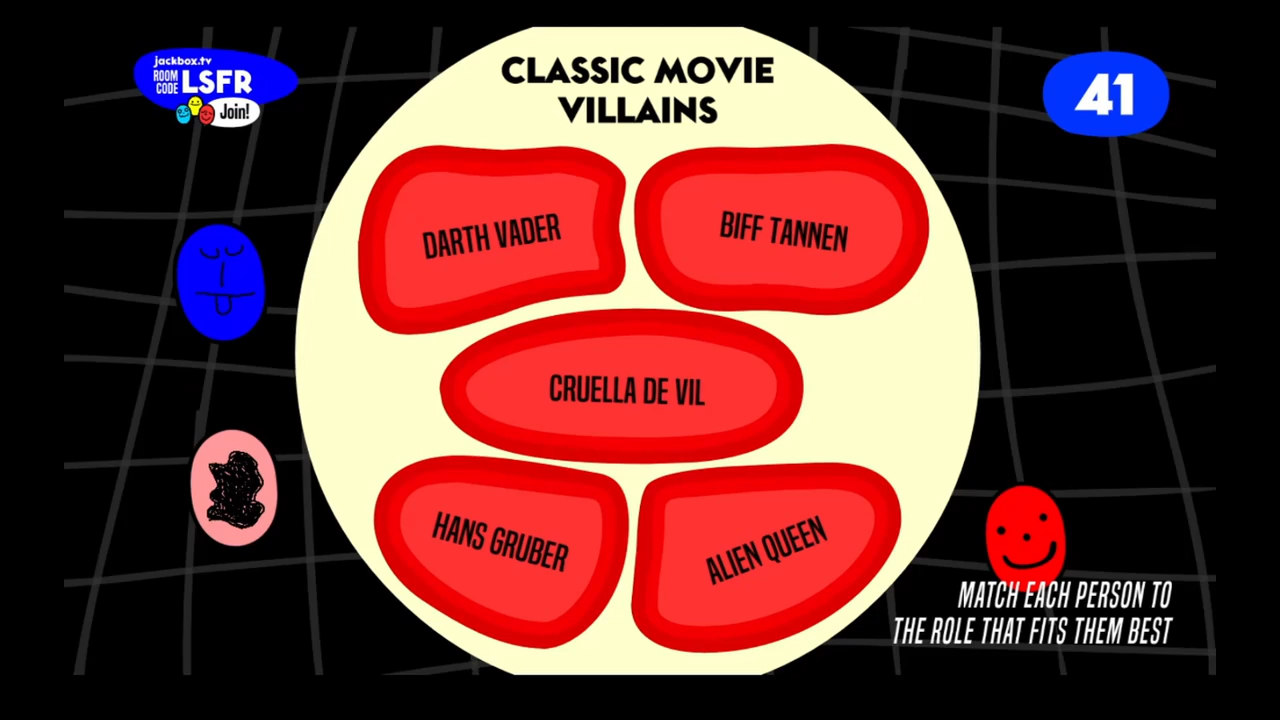 jackbox.tv
ROOM
CODE
LSFR
Join!
CLASSIC MOVIE
VILLAINS
41
DARTH VADER
BIFF TANNEN
CRUELLA DE VIL
HANS GRUBER
ALIEN QUEEN
MATCH EACH PERSON TO
THE ROLE THAT FITS THEM BEST